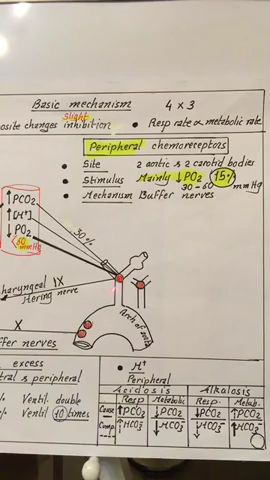 Basic mechanism 4 x 3
Slight
osite changes inhibition • Resp rate ∝ metabolic rate
Peripheral chemoreceptors
• Site 2 aortic & 2 carotid bodies
• Stimulus Mainly ↓PO2 15%
30-60 mmHg
• Mechanism Buffer nerves
↑PCO2
↑[H+]
↓PO2
<60 mmHg
30%
haryngeal IX
Hering nerve
X
ffer nerves
Arch of aorta
excess
tral & peripheral
Ventil. double
Ventil 10 times
• H+
Peripheral
Acidosis Alkalosis
Resp Metabolic Resp. Metab.
Cause ↑PCO2 ↓PCO2 ↓PCO2 ↑PCO2
Comp. ↑HCO3- ↓HCO3- ↓HCO3- ↑HCO3-